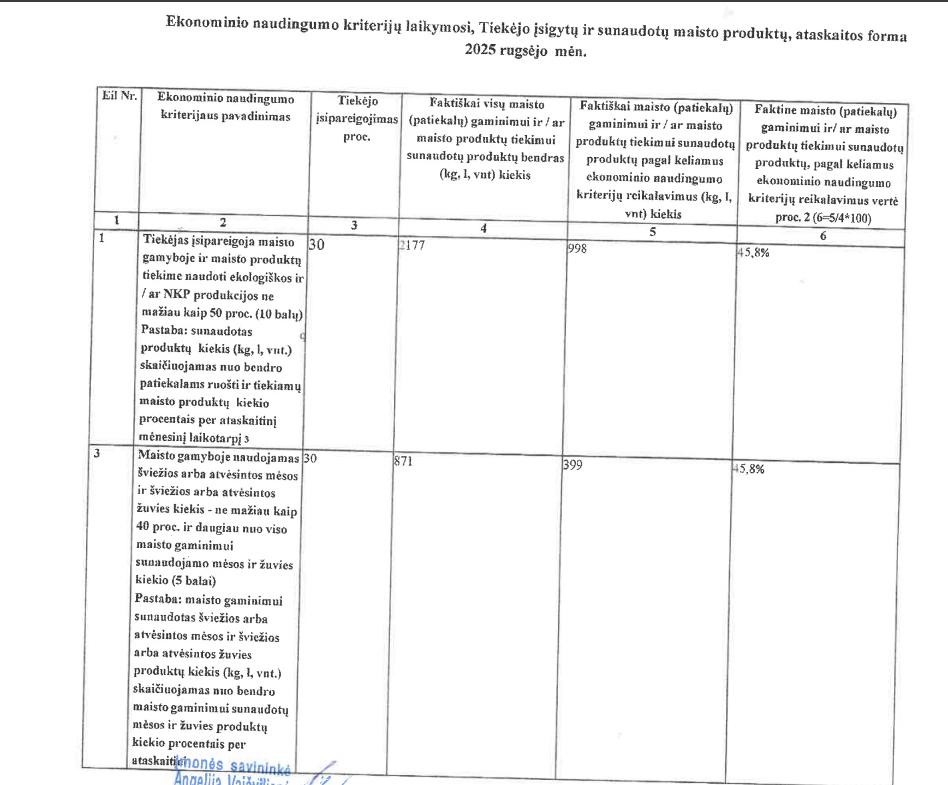 Ekonominio naudingumo kriterijų laikymosi, Tiekėjo įsigytų ir sunaudotų maisto produktų, ataskaitos forma
2025 rugsėjo mėn.
Eil Nr.
Ekonominio naudingumo
kriterijaus pavadinimas
Tiekėjo
įsipareigojimas
proc.
Faktiškai visų maisto
(patiekalų) gaminimui ir / ar
maisto produktų tiekimui
sunaudotų produktų bendras
(kg, l, vnt) kiekis
Faktiškai maisto (patiekalų)
gaminimui ir / ar maisto
produktų tiekimui sunaudotų
produktų pagal keliamus
ekonominio naudingumo
kriterijų reikalavimus (kg, l,
vnt) kiekis
Faktinė maisto (patiekalų)
gaminimui ir/ ar maisto
produktų tiekimui sunaudotų
produktų, pagal keliamus
ekonominio naudingumo
kriterijų reikalavimus vertė
proc. 2 (6=5/4*100)
1
2
3
4
5
6
1
Tiekėjas įsipareigoja maisto
gamyboje ir maisto produktų
tiekime naudoti ekologiškos ir
/ ar NKP produkcijos ne
mažiau kaip 50 proc. (10 balų)
Pastaba: sunaudotas
produktų kiekis (kg, l, vnt.)
skaičiuojamas nuo bendro
patiekalams ruošti ir tiekiamų
maisto produktų kiekio
procentais per ataskaitinį
mėnesinį laikotarpį 3
30
2177
998
45,8%
3
Maisto gamyboje naudojamas
šviežios arba atvėsintos mėsos
ir šviežios arba atvėsintos
žuvies kiekis - ne mažiau kaip
40 proc. ir daugiau nuo viso
maisto gaminimui
sunaudojamo mėsos ir žuvies
kiekio (5 balai)
Pastaba: maisto gaminimui
sunaudotas šviežios arba
atvėsintos mėsos ir šviežios
arba atvėsintos žuvies
produktų kiekis (kg, l, vnt.)
skaičiuojamas nuo bendro
maisto gaminimui sunaudotų
mėsos ir žuvies produktų
kiekio procentais per
30
871
399
45,8%
savininkė